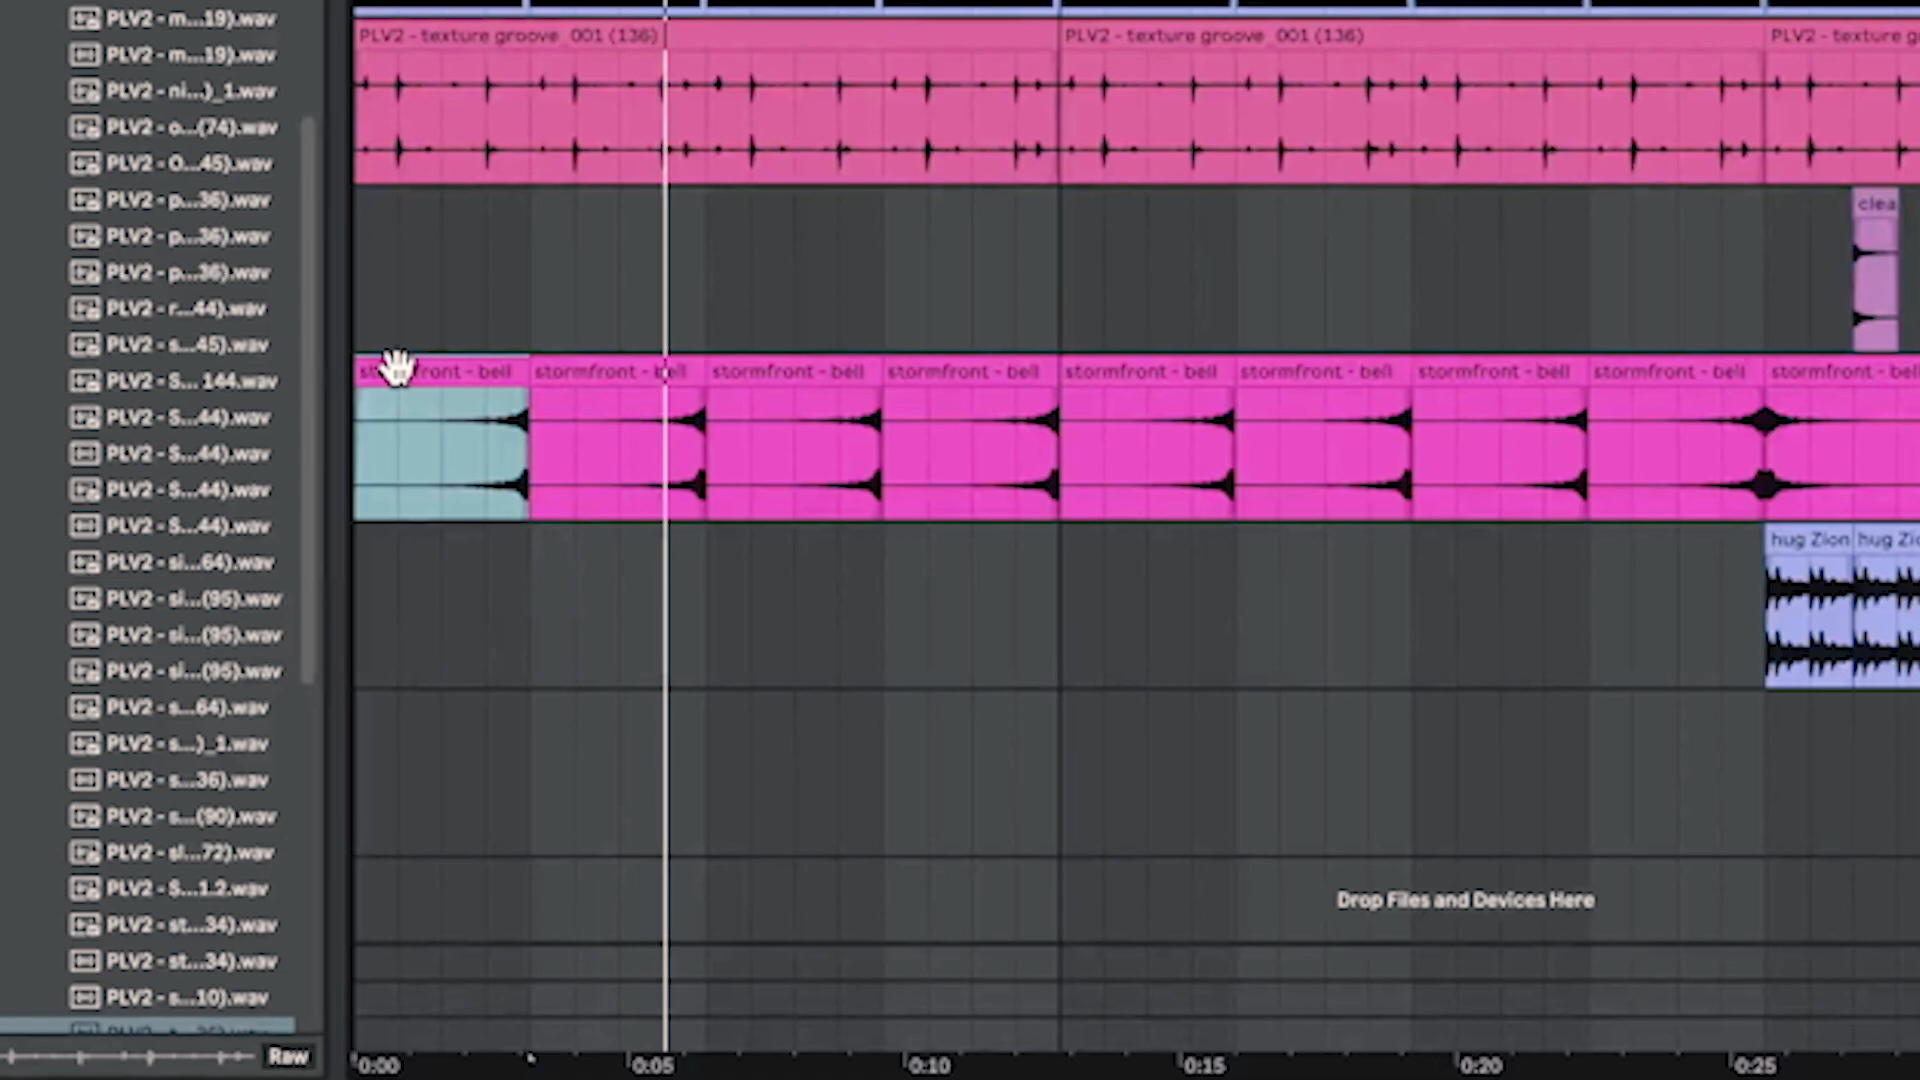 PLV2 - m...19).wav
PLV2 - m...19).wav
PLV2 - ni...)_1.wav
PLV2 - o...(74).wav
PLV2 - O...45).wav
PLV2 - p...36).wav
PLV2 - p...36).wav
PLV2 - p...36).wav
PLV2 - r...44).wav
PLV2 - s...45).wav
PLV2 - S... 144.wav
PLV2 - S...44).wav
PLV2 - S...44).wav
PLV2 - S...44).wav
PLV2 - S...44).wav
PLV2 - si...64).wav
PLV2 - si...(95).wav
PLV2 - si...(95).wav
PLV2 - si...(95).wav
PLV2 - s...64).wav
PLV2 - s...)_1.wav
PLV2 - s...36).wav
PLV2 - s...(90).wav
PLV2 - sl...72).wav
PLV2 - S...1.2.wav
PLV2 - st...34).wav
PLV2 - st...34).wav
PLV2 - s...10).wav
Raw
PLV2 - texture groove_001 (136) PLV2 - texture groove_001 (136) PLV2 - texture g
clea
front - bell stormfront - bell stormfront - bell stormfront - bell stormfront - bell stormfront - bell stormfront - bell stormfront - bell stormfront - bell
hug Zion hug Zio
Drop Files and Devices Here
0:00 0:05 0:10 0:15 0:20 0:25